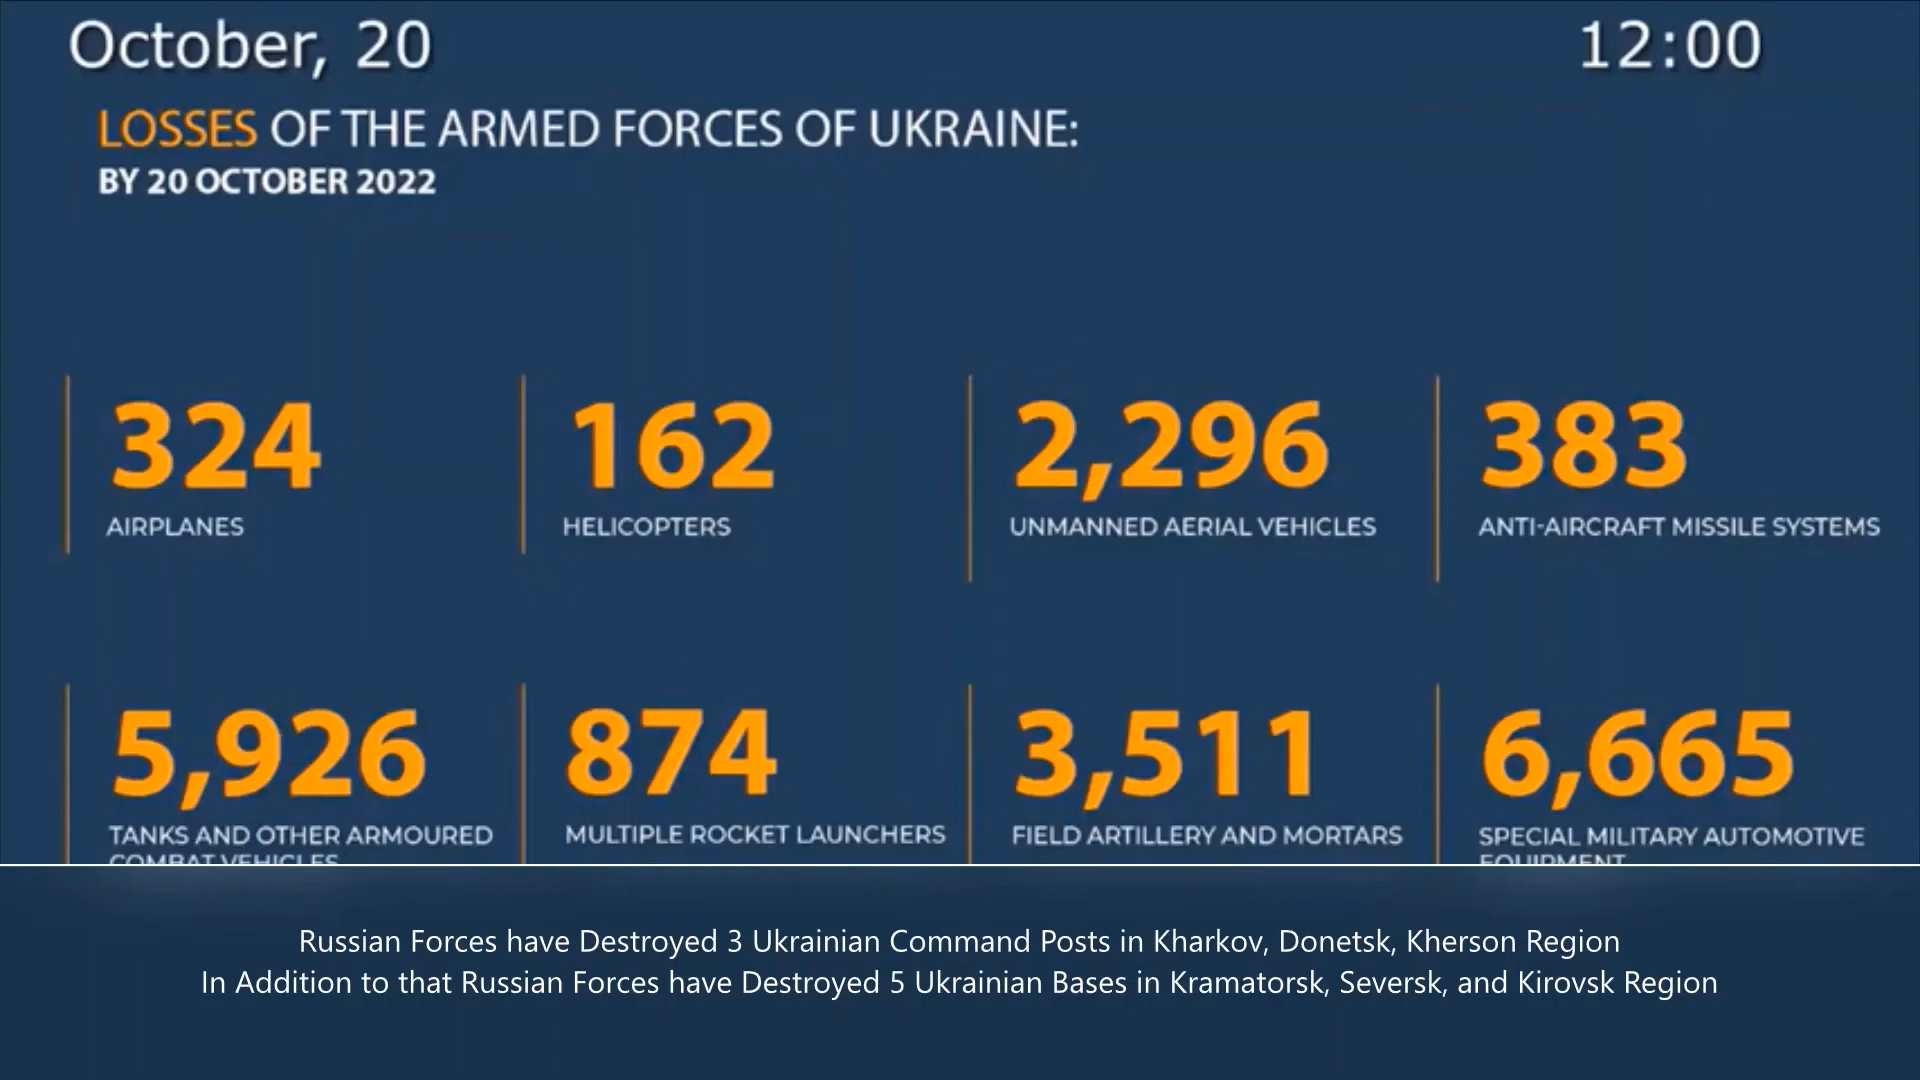 October, 20
12:00
LOSSES OF THE ARMED FORCES OF UKRAINE:
BY 20 OCTOBER 2022
324
AIRPLANES
162
HELICOPTERS
2,296
UNMANNED AERIAL VEHICLES
383
ANTI-AIRCRAFT MISSILE SYSTEMS
5,926
TANKS AND OTHER ARMOURED
COMBAT VEHICLES
874
MULTIPLE ROCKET LAUNCHERS
3,511
FIELD ARTILLERY AND MORTARS
6,665
SPECIAL MILITARY AUTOMOTIVE
EQUIPMENT
Russian Forces have Destroyed 3 Ukrainian Command Posts in Kharkov, Donetsk, Kherson Region
In Addition to that Russian Forces have Destroyed 5 Ukrainian Bases in Kramatorsk, Seversk, and Kirovsk Region